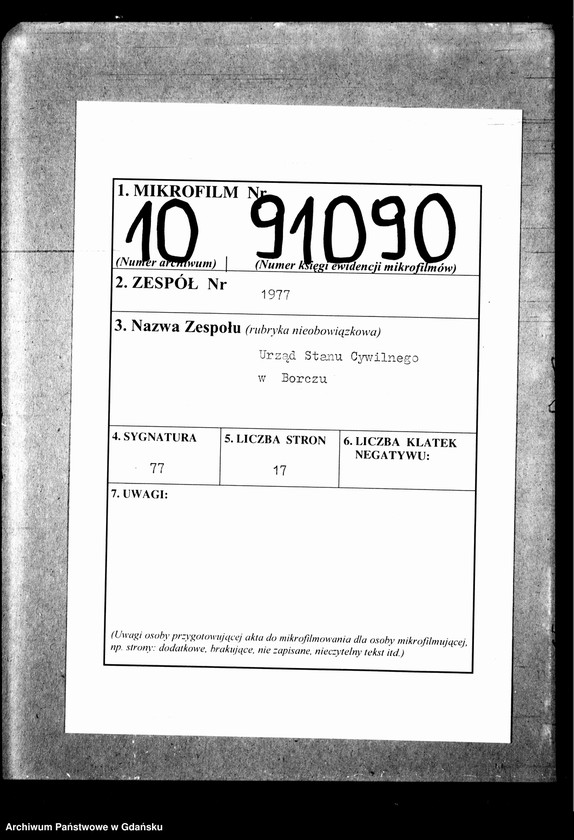 1. MIKROFILM Nr
10 91090
(Numer archiwum) (Numer księgi ewidencji mikrofilmów)
2. ZESPÓŁ Nr
1977
3. Nazwa Zespołu (rubryka nieobowiązkowa)
Urząd Stanu Cywilnego
w Borczu
4. SYGNATURA
77
5. LICZBA STRON
17
6. LICZBA KLATEK
NEGATYWU:
7. UWAGI:
(Uwagi osoby przygotowującej akta do mikrofilmowania dla osoby mikrofilmującej,
np. strony: dodatkowe, brakujące, nie zapisane, nieczytelny tekst itd.)
Archiwum Państwowe w Gdańsku